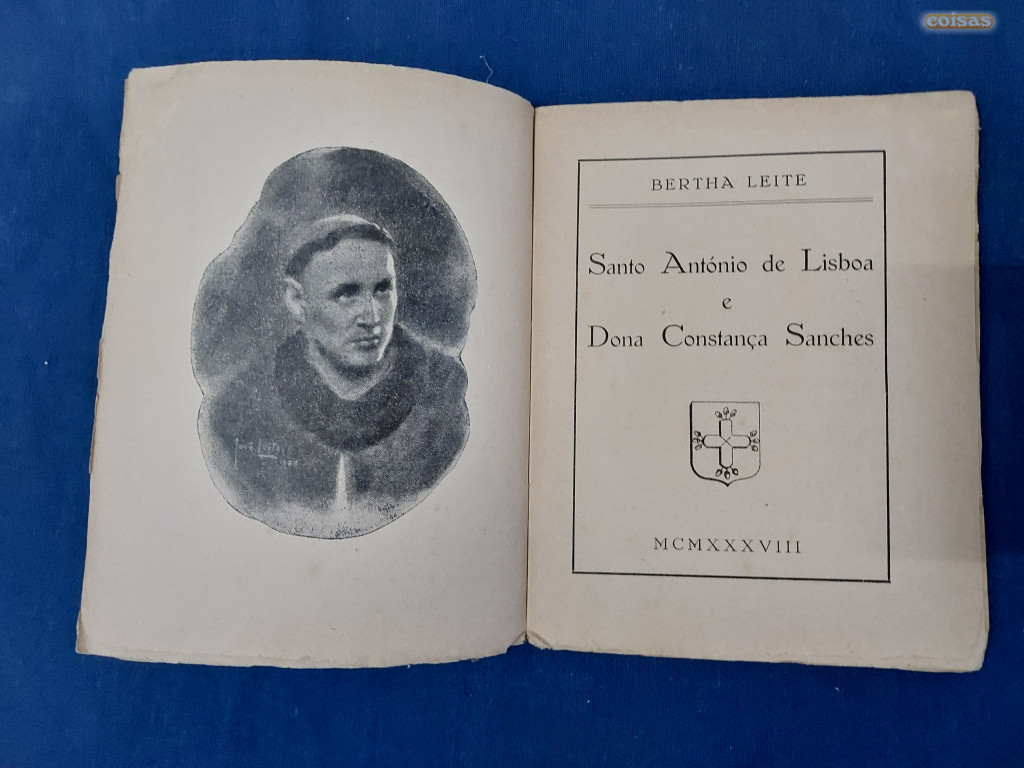 coisas
BERTHA LEITE
Santo António de Lisboa
e
Dona Constança Sanches
MCMXXXVIII